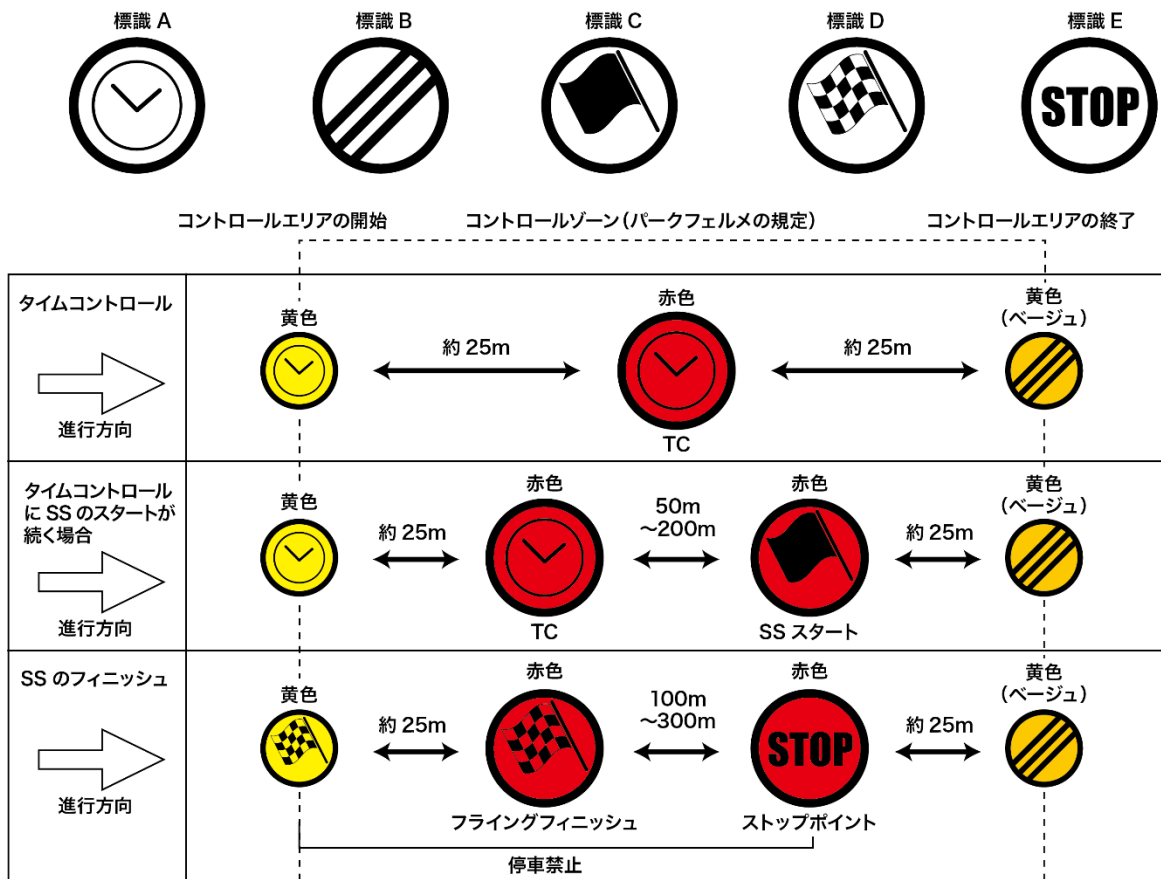 標識 A
標識 B
標識 C
標識 D
標識 E
STOP
コントロールエリアの開始
コントロールゾーン(パークフェルメの規定)
コントロールエリアの終了
タイムコントロール
進行方向
黄色
約 25m
赤色
TC
約 25m
黄色
(ベージュ)
タイムコントロール
に SS のスタートが
続く場合
進行方向
黄色
約 25m
赤色
TC
50m
~200m
赤色
SS スタート
約 25m
黄色
(ベージュ)
SS のフィニッシュ
進行方向
黄色
約 25m
赤色
フライングフィニッシュ
100m
~300m
赤色
STOP
ストップポイント
約 25m
黄色
(ベージュ)
停車禁止